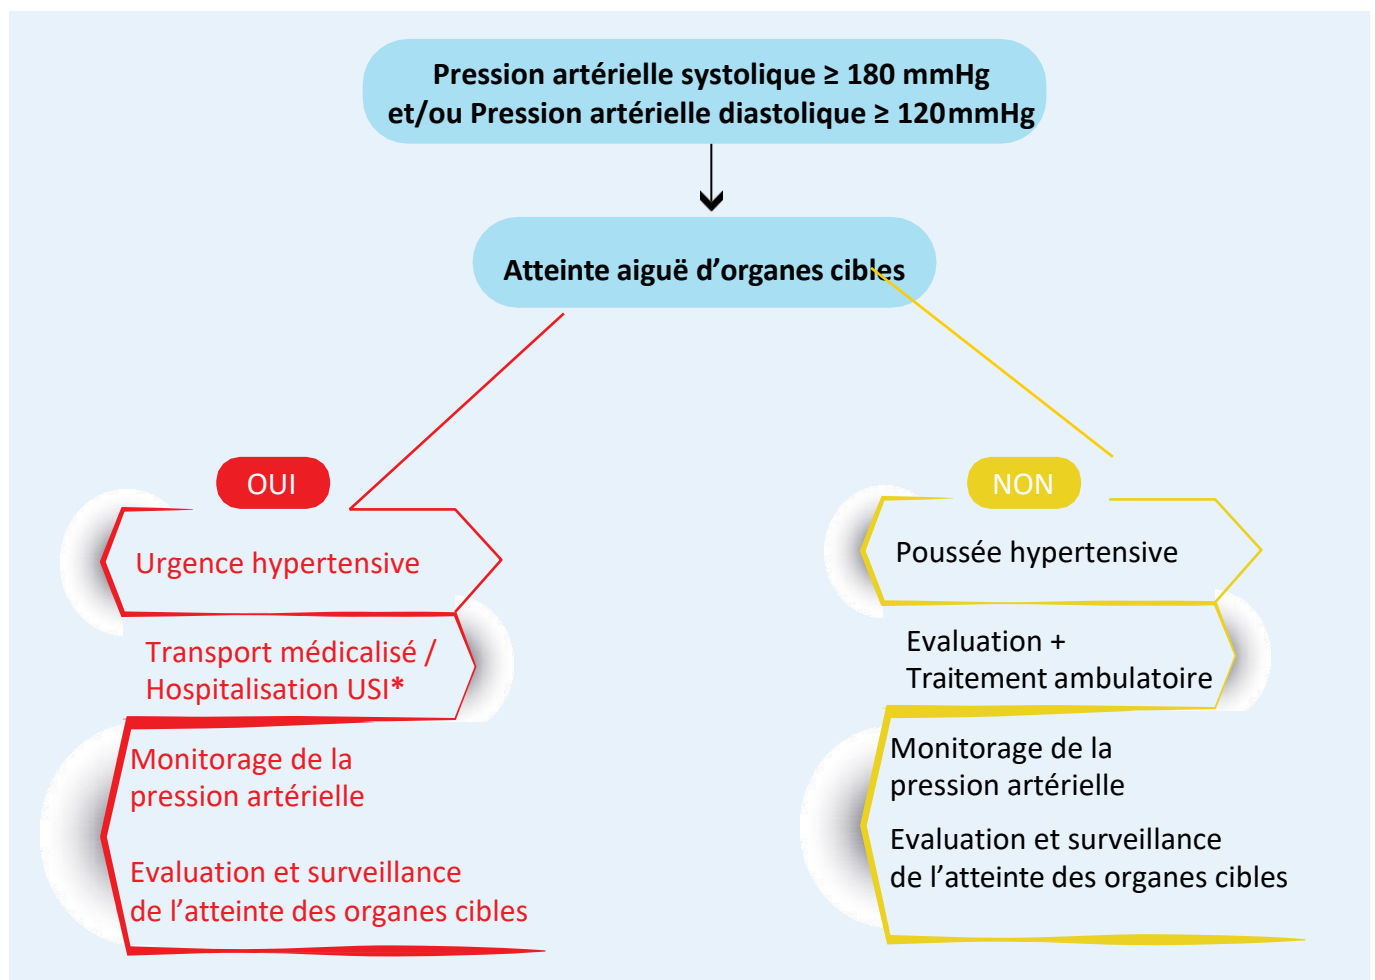 Pression artérielle systolique ≥ 180 mmHg
et/ou Pression artérielle diastolique ≥ 120 mmHg
Atteinte aiguë d’organes cibles
OUI
Urgence hypertensive
Transport médicalisé /
Hospitalisation USI*
Monitorage de la
pression artérielle
Evaluation et surveillance
de l’atteinte des organes cibles
NON
Poussée hypertensive
Evaluation +
Traitement ambulatoire
Monitorage de la
pression artérielle
Evaluation et surveillance
de l’atteinte des organes cibles